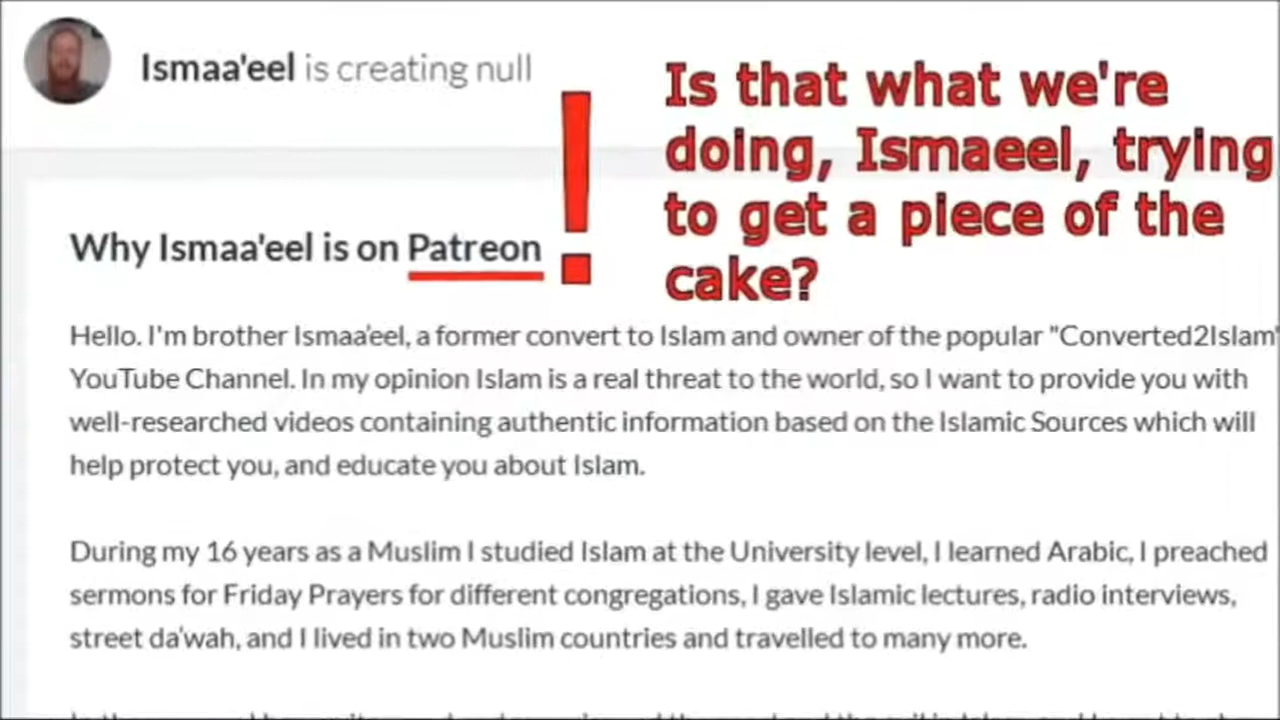 Ismaa'eel is creating null
Is that what we're
doing, Ismaeel, trying
to get a piece of the
cake?
!
Why Ismaa'eel is on Patreon
Hello. I'm brother Ismaa'eel, a former convert to Islam and owner of the popular "Converted2Islam"
YouTube Channel. In my opinion Islam is a real threat to the world, so I want to provide you with
well-researched videos containing authentic information based on the Islamic Sources which will
help protect you, and educate you about Islam.
During my 16 years as a Muslim I studied Islam at the University level, I learned Arabic, I preached
sermons for Friday Prayers for different congregations, I gave Islamic lectures, radio interviews,
street da'wah, and I lived in two Muslim countries and travelled to many more.